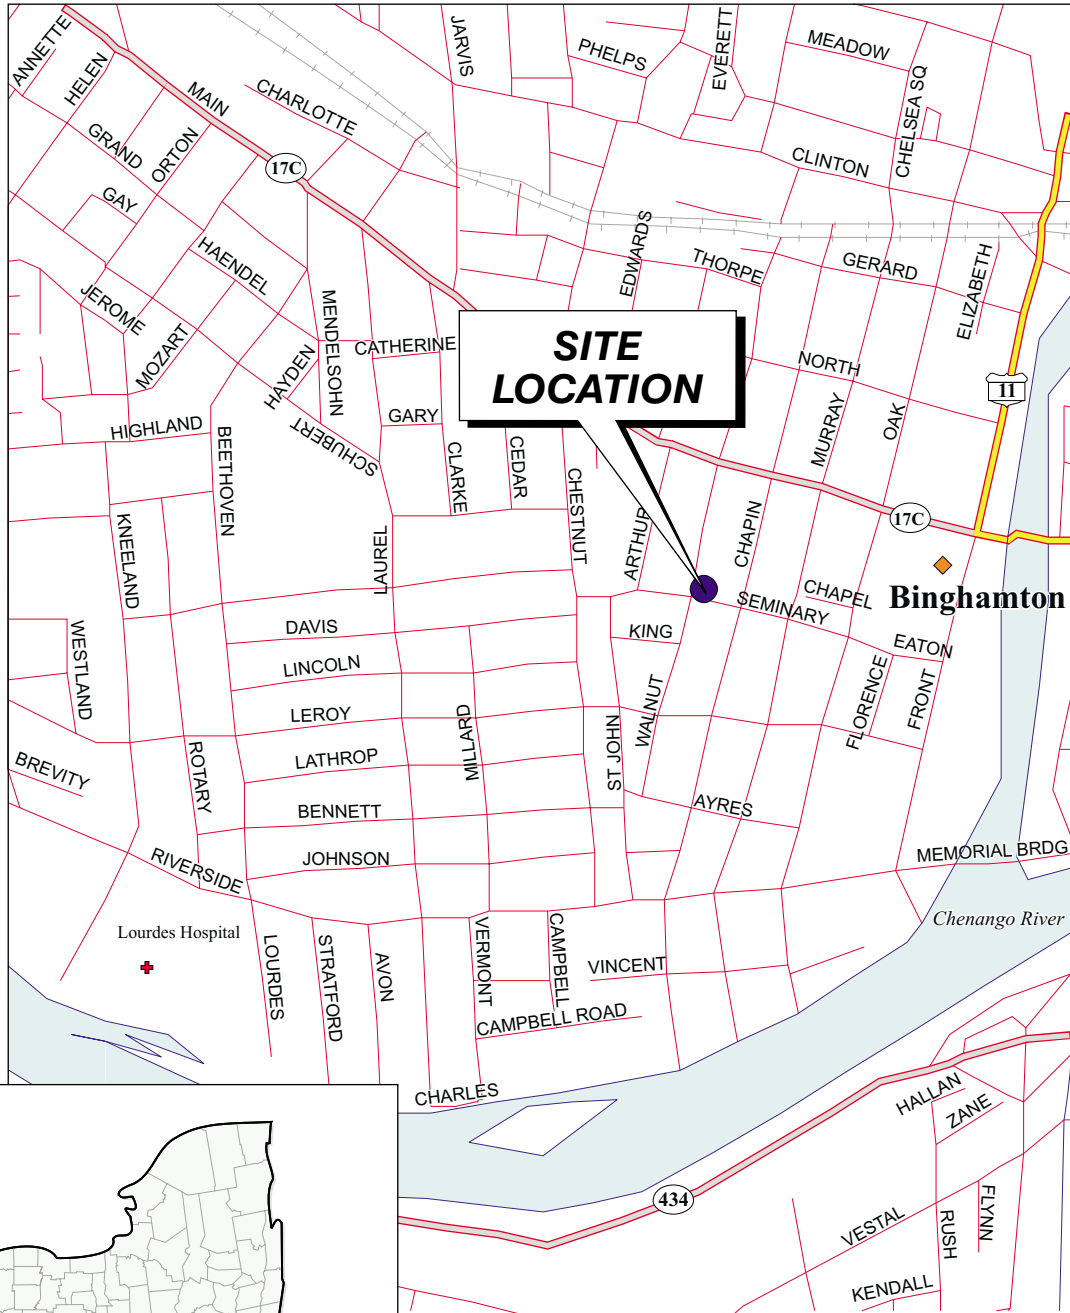 ANNETTE
HELEN
MAIN
CHARLOTTE
JARVIS
PHELPS
EVERETT
MEADOW
CHELSEA SQ
GRAND
ORTON
17C
CLINTON
GAY
HAENDEL
EDWARDS
THORPE
GERARD
ELIZABETH
JEROME
MOZART
MENDELSOHN
CATHERINE
HAYDEN
SITE
LOCATION
NORTH
11
HIGHLAND
BEETHOVEN
SCHUBERT
GARY
CLARKE
CEDAR
CHESTNUT
MURRAY
OAK
17C
KNEELAND
LAUREL
ARTHUR
CHAPIN
SEMINARY
CHAPEL
Binghamton
WESTLAND
DAVIS
KING
EATON
LINCOLN
LEROY
MILLARD
ST JOHN
WALNUT
FLORENCE
FRONT
BREVITY
ROTARY
LATHROP
BENNETT
AYRES
RIVERSIDE
JOHNSON
MEMORIAL BRDG
Lourdes Hospital
LOURDES
STRATFORD
AVON
VERMONT
CAMPBELL
VINCENT
Chenango River
CAMPBELL ROAD
CHARLES
HALLAN
ZANE
434
VESTAL
RUSH
FLYNN
KENDALL